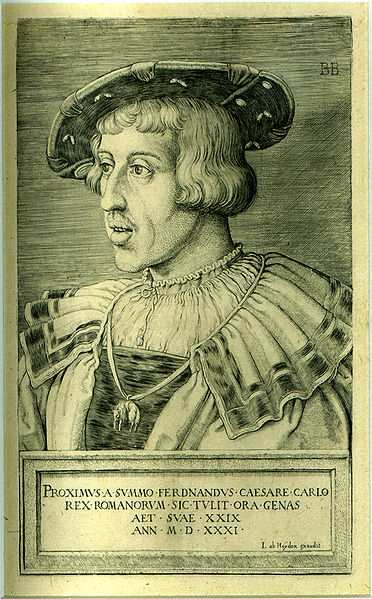 BB
PROXIMVS·A·SVMMO·FERDNANDVS·CAESARE·CARLO
REX·ROMANORVM·SIC·TVLIT·ORA·GENAS
AET·SVAE·XXIX
ANN·M·D·XXXI·
I. ab Heyden excudit